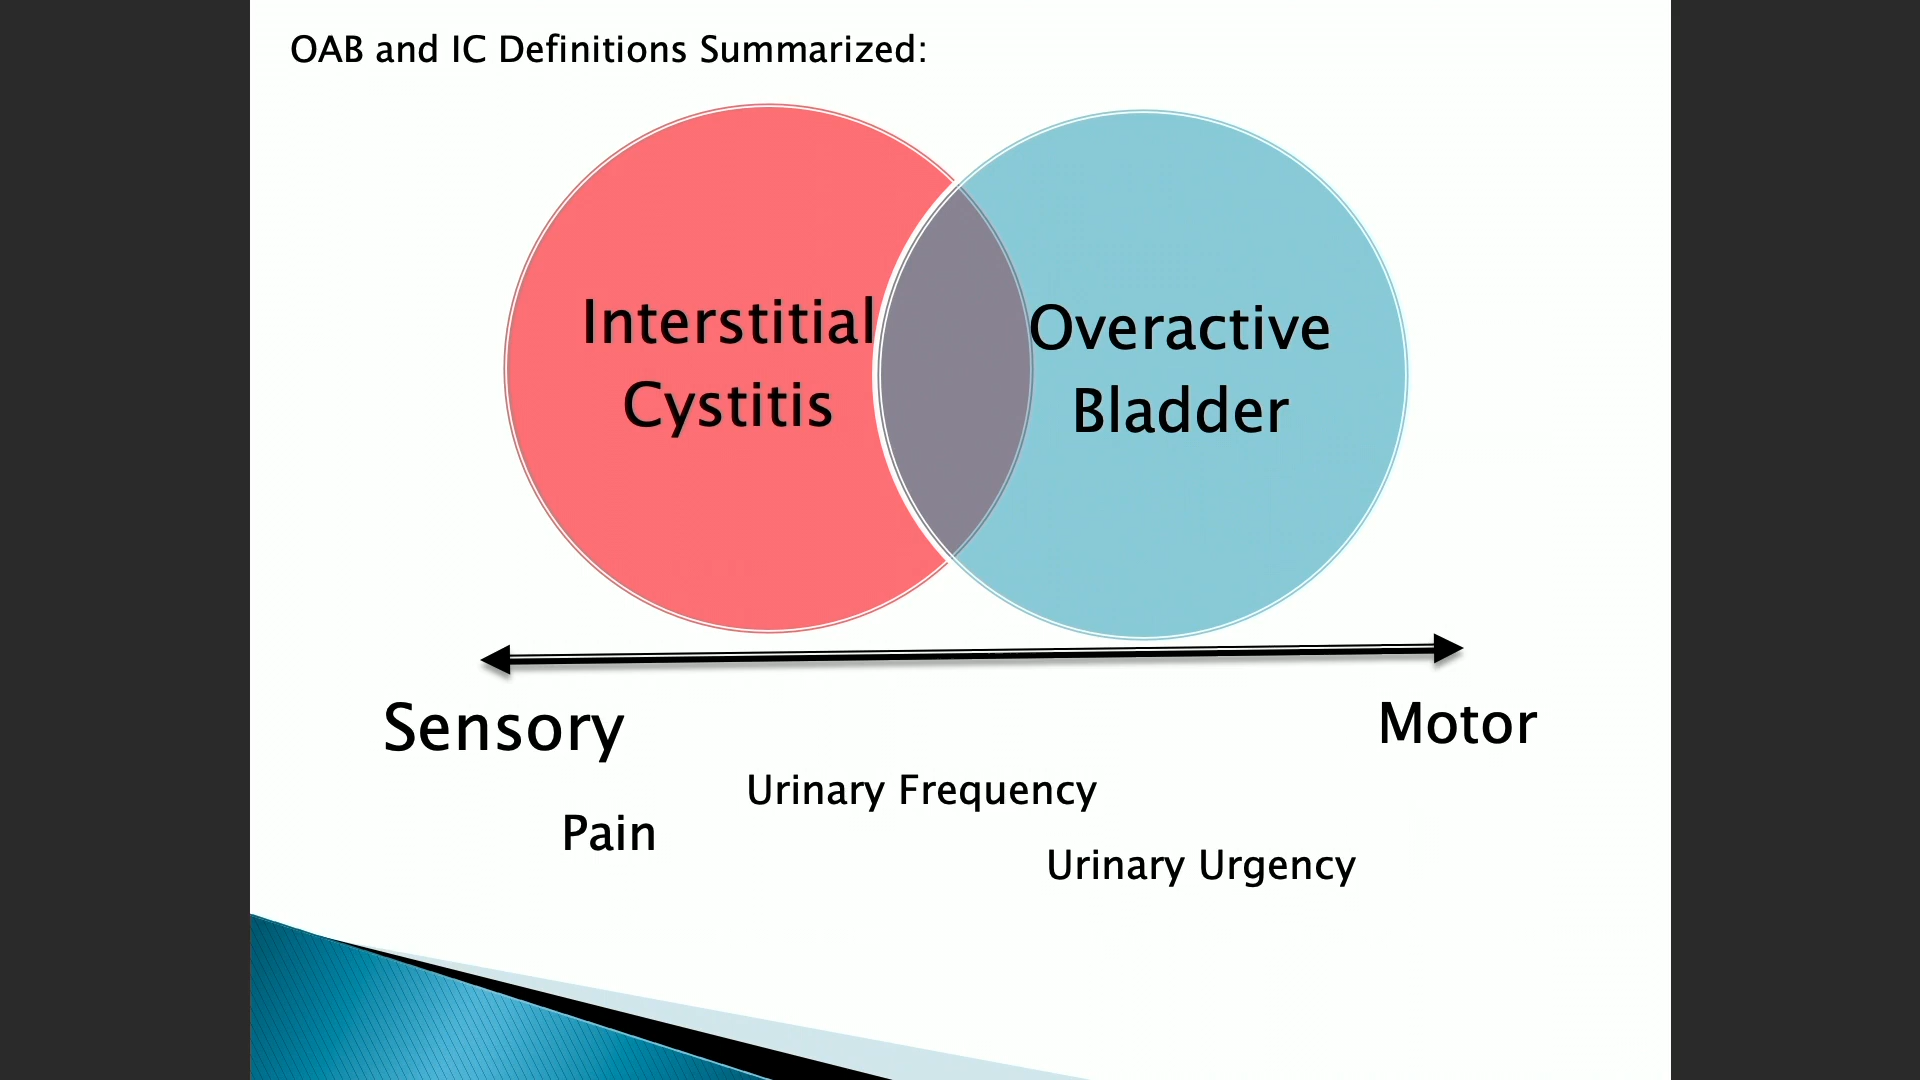 OAB and IC Definitions Summarized:
Interstitial
Cystitis
Overactive
Bladder
Sensory
Motor
Urinary Frequency
Pain
Urinary Urgency